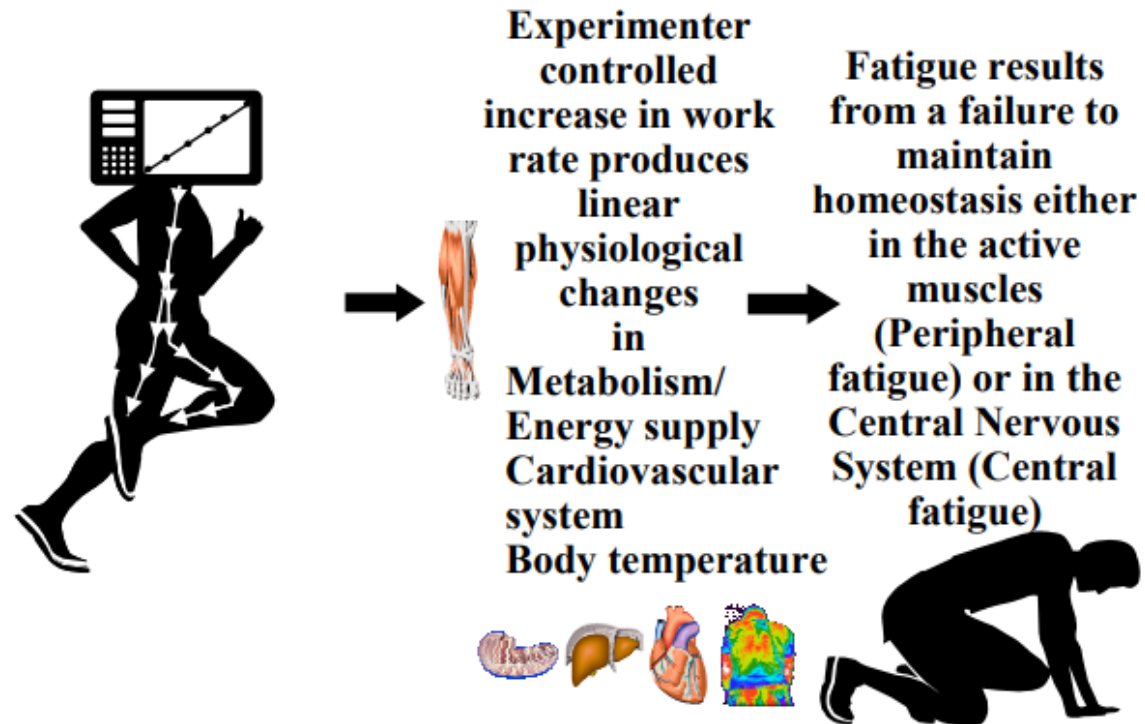 Experimenter
controlled
increase in work
rate produces
linear
physiological
changes
in
Metabolism/
Energy supply
Cardiovascular
system
Body temperature
Fatigue results
from a failure to
maintain
homeostasis either
in the active
muscles
(Peripheral
fatigue) or in the
Central Nervous
System (Central
fatigue)